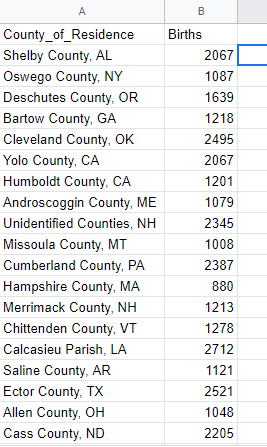 A B
County_of_Residence Births
Shelby County, AL 2067
Oswego County, NY 1087
Deschutes County, OR 1639
Bartow County, GA 1218
Cleveland County, OK 2495
Yolo County, CA 2067
Humboldt County, CA 1201
Androscoggin County, ME 1079
Unidentified Counties, NH 2345
Missoula County, MT 1008
Cumberland County, PA 2387
Hampshire County, MA 880
Merrimack County, NH 1213
Chittenden County, VT 1278
Calcasieu Parish, LA 2712
Saline County, AR 1121
Ector County, TX 2521
Allen County, OH 1048
Cass County, ND 2205